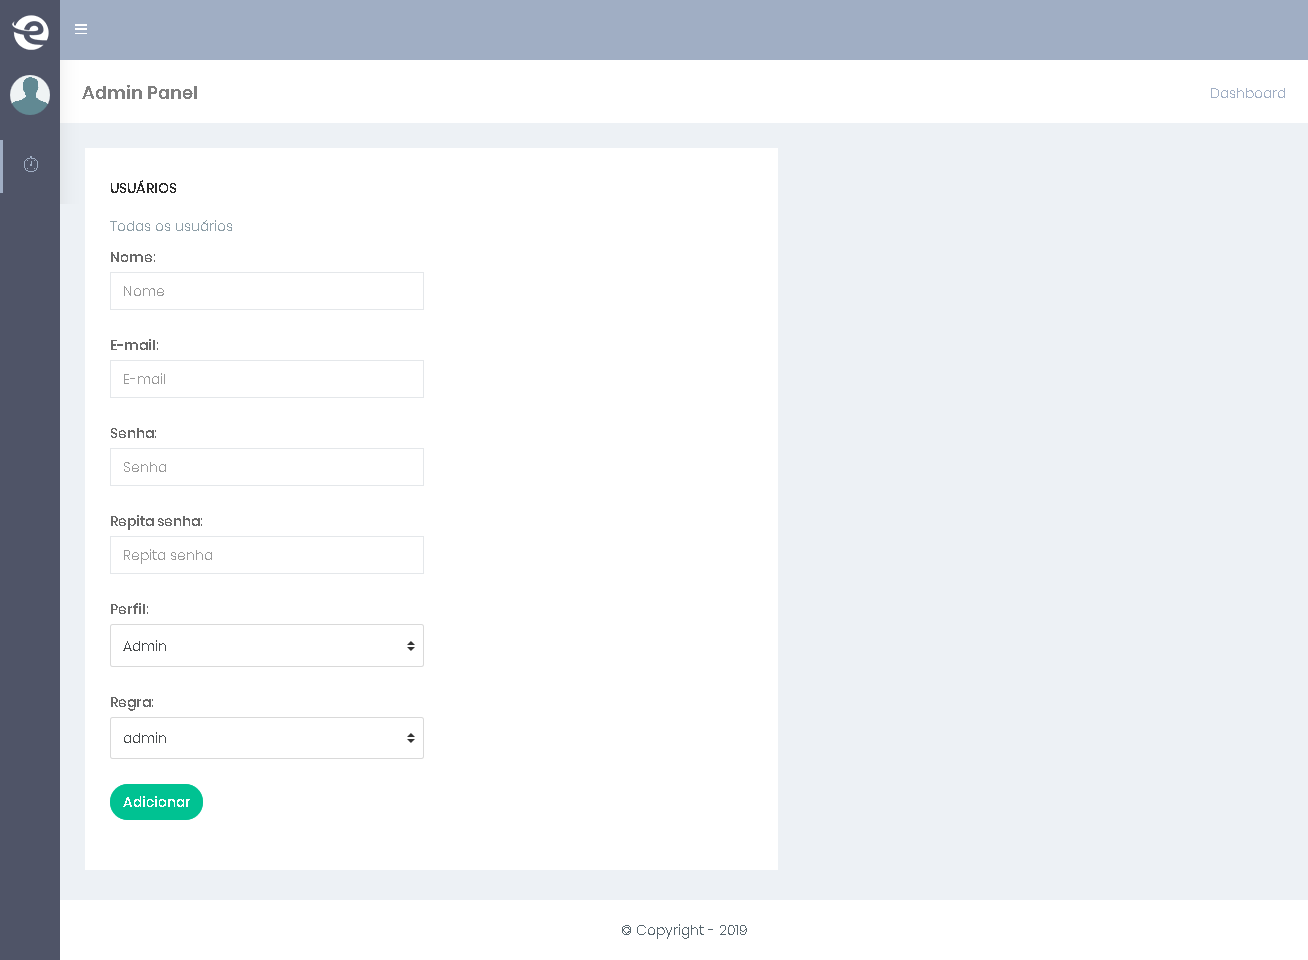 Admin Panel
Dashboard
USUÁRIOS
Todas os usuários
Nome:
Nome
E-mail:
E-mail
Senha:
Senha
Repita senha:
Repita senha
Perfil:
Admin
Regra:
admin
Adicionar
© Copyright - 2019